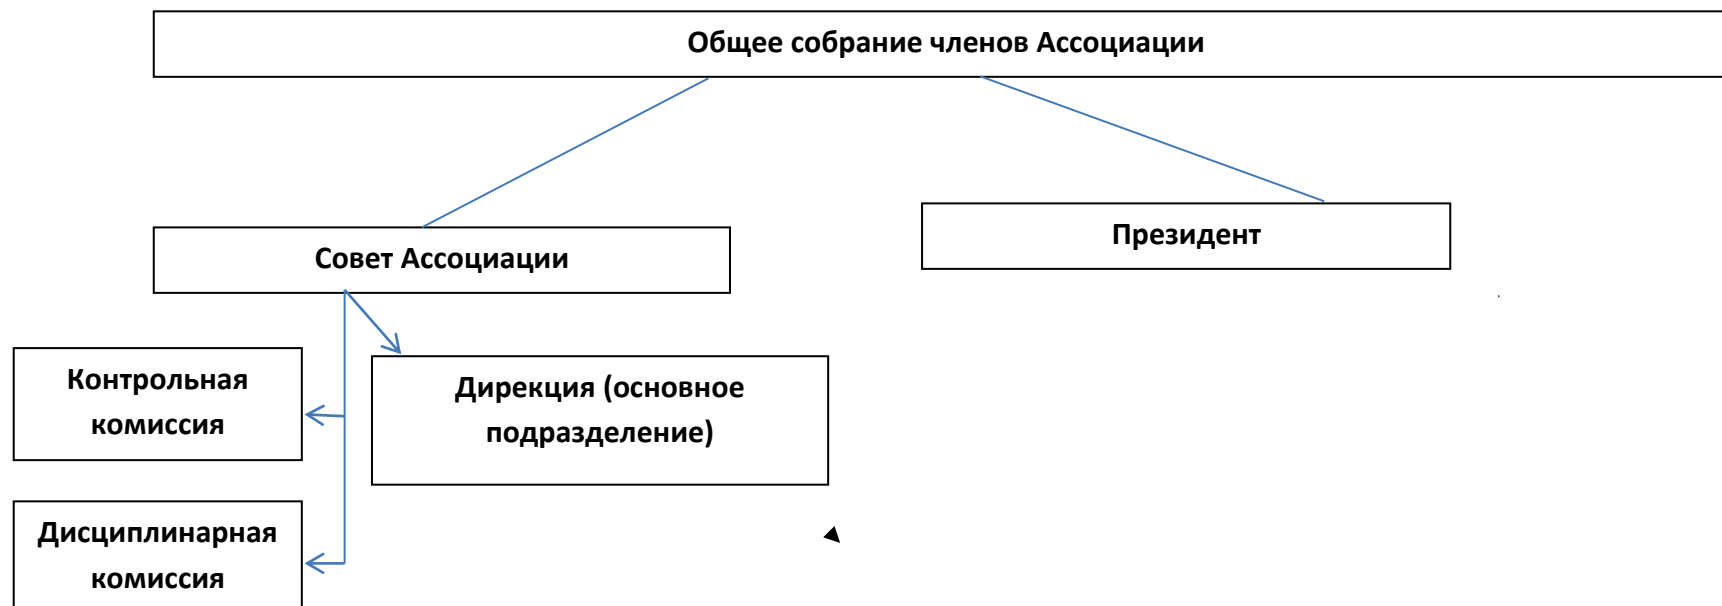 Общее собрание членов Ассоциации
Президент
Совет Ассоциации
Контрольная
комиссия
Дирекция (основное
подразделение)
Дисциплинарная
комиссия